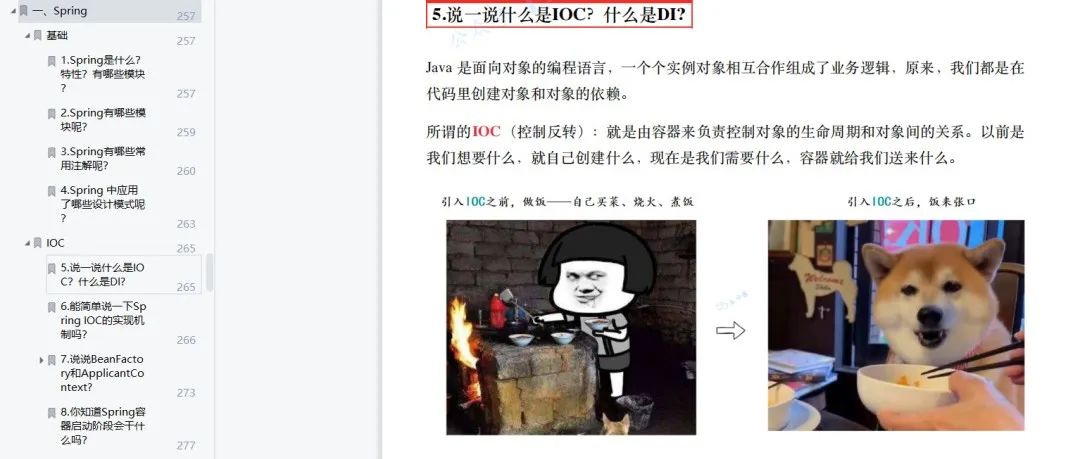 一、Spring
257
基础
257
1.Spring是什么?
特性？有哪些模块
?
257
2.Spring有哪些模
块呢?
259
3.Spring有哪些常
用注解呢?
260
4.Spring 中应用
了哪些设计模式呢
?
263
IOC
265
5.说一说什么是IO
C？什么是DI?
265
6.能简单说一下Sp
ring IOC的实现机
制吗?
266
7.说说BeanFacto
ry和ApplicantCo
ntext?
273
8.你知道Spring容
器启动阶段会干什
么吗?
277
5.说一说什么是IOC？什么是DI?
Java 是面向对象的编程语言，一个个实例对象相互合作组成了业务逻辑，原来，我们都是在
代码里创建对象和对象的依赖。
所谓的IOC（控制反转）：就是由容器来负责控制对象的生命周期和对象间的关系。以前是
我们想要什么，就自己创建什么，现在是我们需要什么，容器就给我们送来什么。
引入IOC之前，做饭——自己买菜、烧火、煮饭
引入IOC之后，饭来张口
Welcome